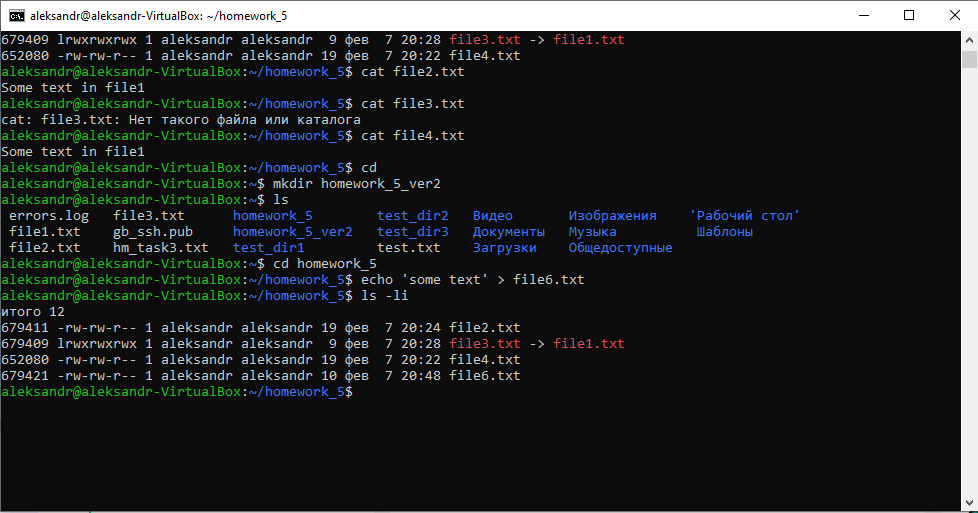 aleksandr@aleksandr-VirtualBox: ~/homework_5
679409 lrwxrwxrwx 1 aleksandr aleksandr  9 фев  7 20:28 file3.txt -> file1.txt
652080 -rw-rw-r-- 1 aleksandr aleksandr 19 фев  7 20:22 file4.txt
aleksandr@aleksandr-VirtualBox:~/homework_5$ cat file2.txt
Some text in file1
aleksandr@aleksandr-VirtualBox:~/homework_5$ cat file3.txt
cat: file3.txt: Нет такого файла или каталога
aleksandr@aleksandr-VirtualBox:~/homework_5$ cat file4.txt
Some text in file1
aleksandr@aleksandr-VirtualBox:~/homework_5$ cd
aleksandr@aleksandr-VirtualBox:~$ mkdir homework_5_ver2
aleksandr@aleksandr-VirtualBox:~$ ls
errors.log   file3.txt      homework_5        test_dir2   Видео       Изображения    'Рабочий стол'
file1.txt    gb_ssh.pub     homework_5_ver2   test_dir3   Документы   Музыка          Шаблоны
file2.txt    hm_task3.txt   test_dir1         test.txt    Загрузки    Общедоступные
aleksandr@aleksandr-VirtualBox:~$ cd homework_5
aleksandr@aleksandr-VirtualBox:~/homework_5$ echo 'some text' > file6.txt
aleksandr@aleksandr-VirtualBox:~/homework_5$ ls -li
итого 12
679411 -rw-rw-r-- 1 aleksandr aleksandr 19 фев  7 20:24 file2.txt
679409 lrwxrwxrwx 1 aleksandr aleksandr  9 фев  7 20:28 file3.txt -> file1.txt
652080 -rw-rw-r-- 1 aleksandr aleksandr 19 фев  7 20:22 file4.txt
679421 -rw-rw-r-- 1 aleksandr aleksandr 10 фев  7 20:48 file6.txt
aleksandr@aleksandr-VirtualBox:~/homework_5$